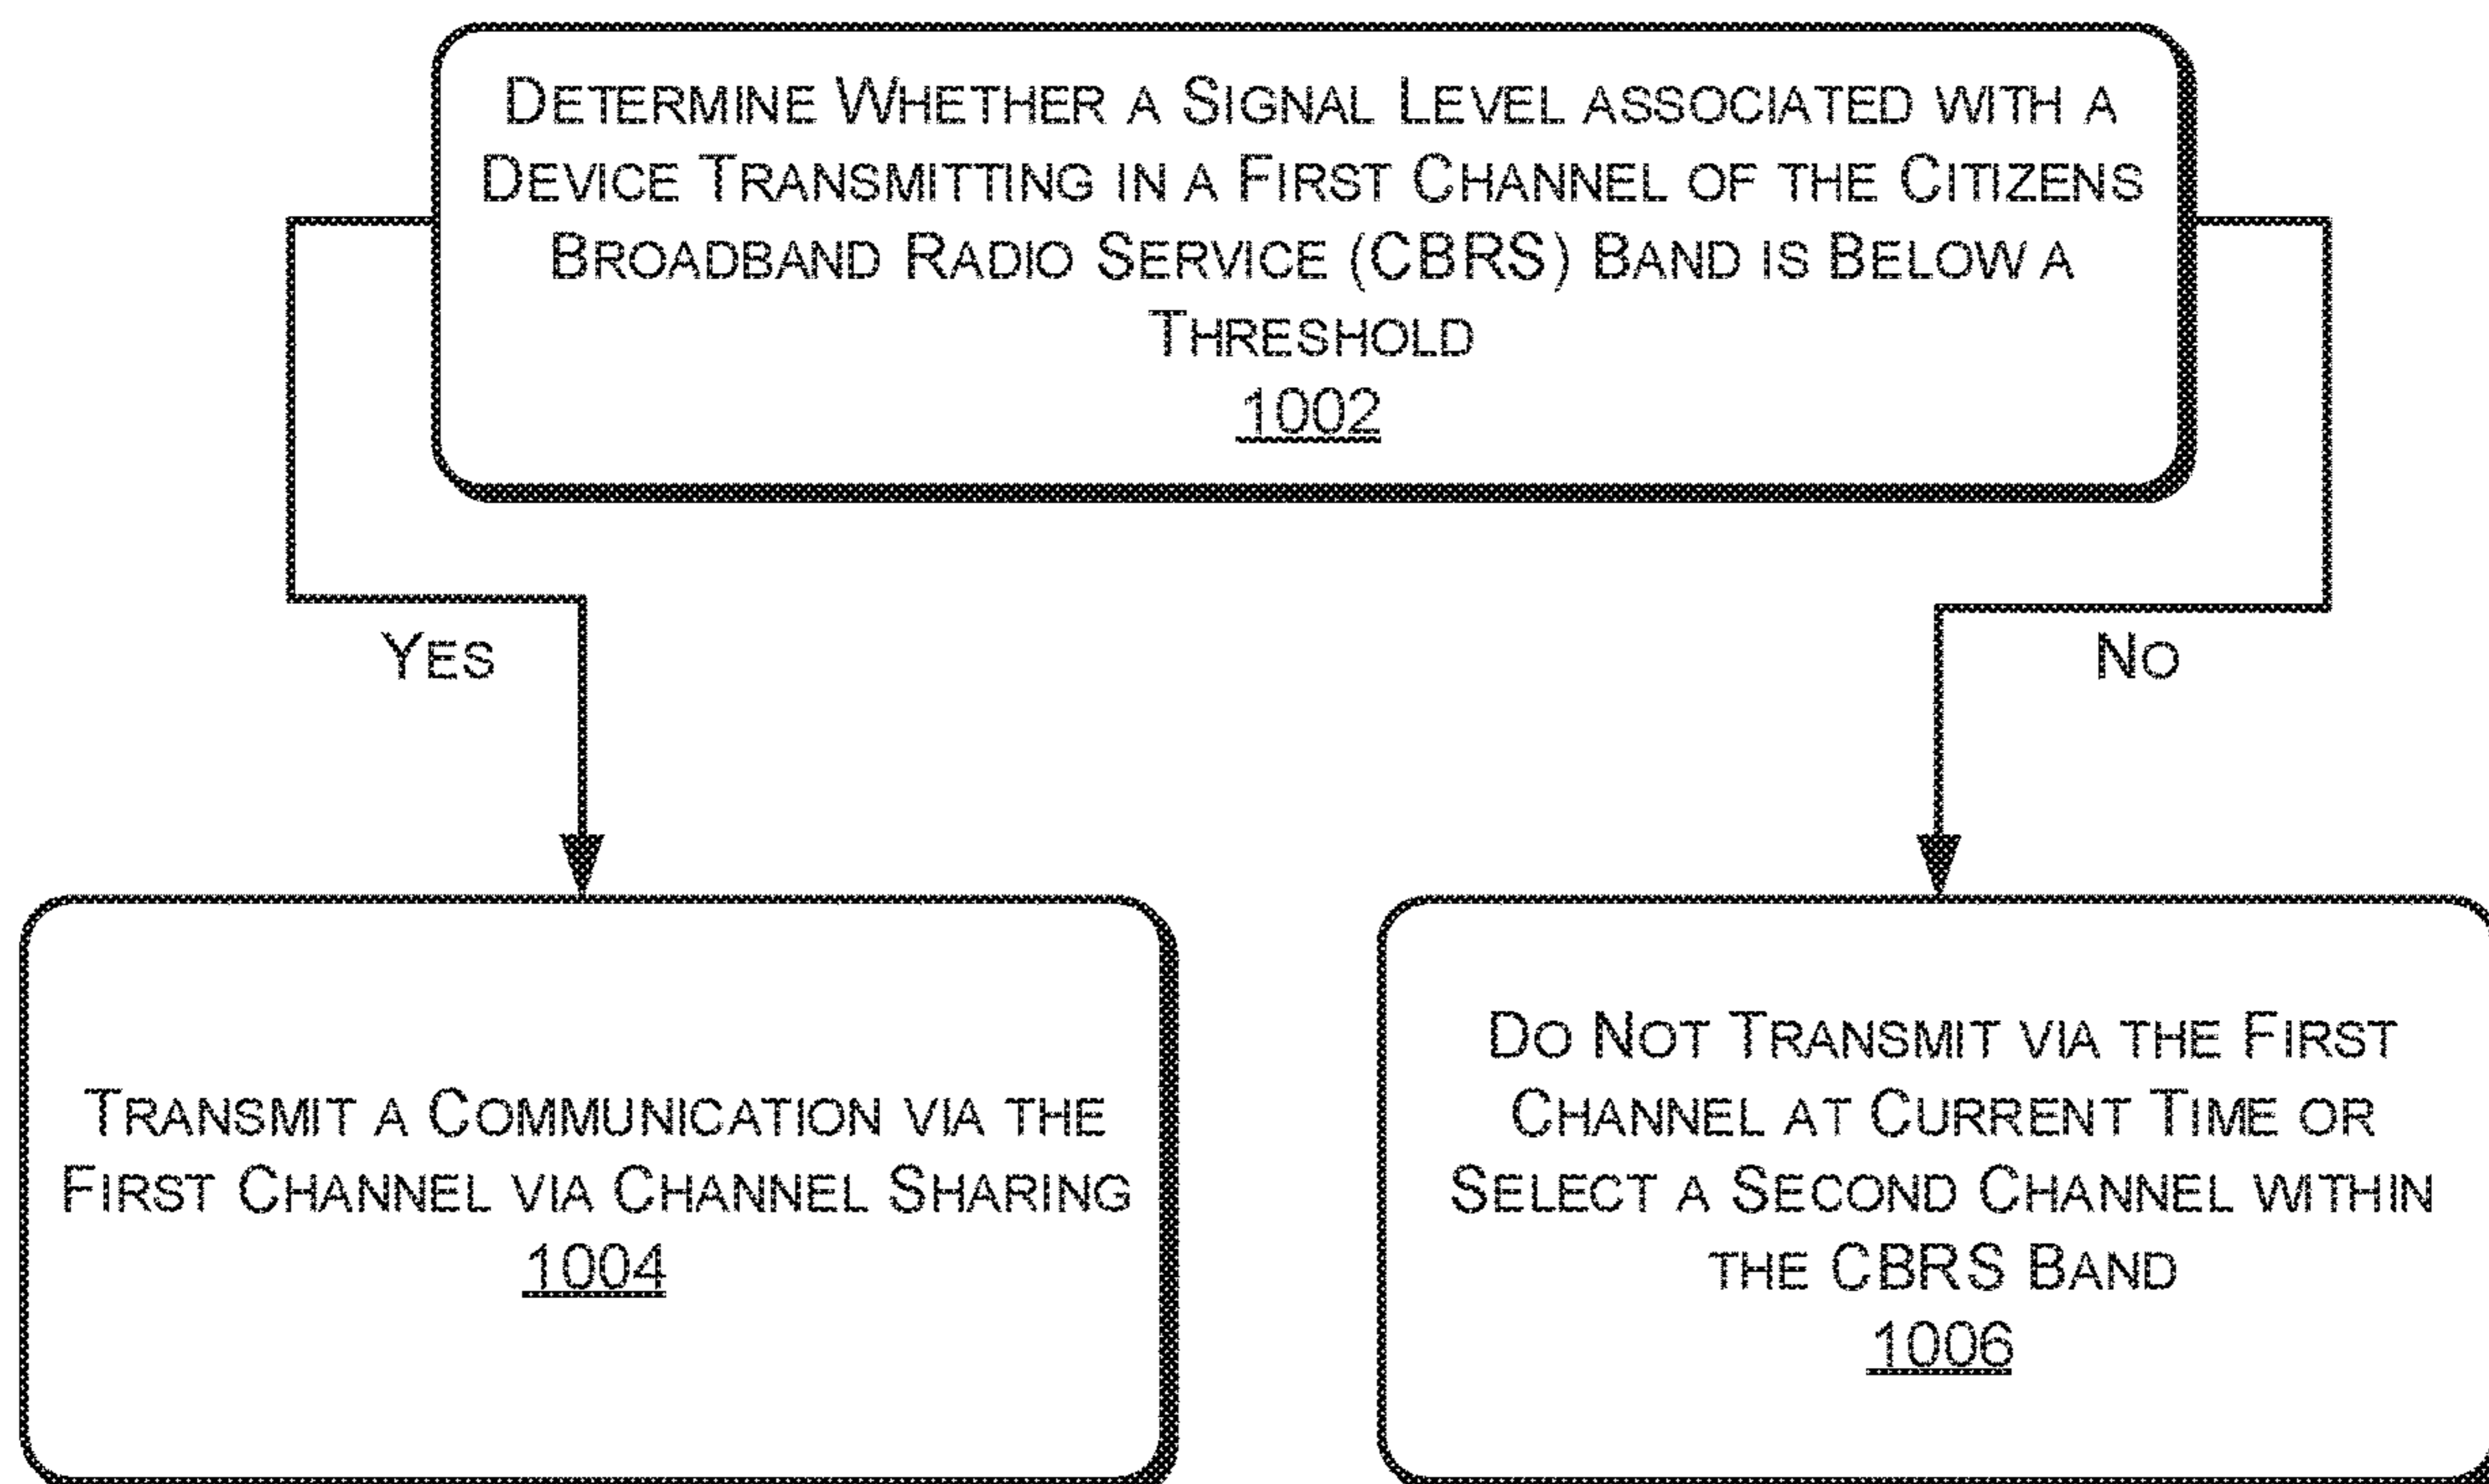 DETERMINE WHETHER A SIGNAL LEVEL ASSOCIATED WITH A
DEVICE TRANSMITTING IN A FIRST CHANNEL OF THE CITIZENS
BROADBAND RADIO SERVICE (CBRS) BAND IS BELOW A
THRESHOLD
1002
YES
NO
TRANSMIT A COMMUNICATION VIA THE
FIRST CHANNEL VIA CHANNEL SHARING
1004
DO NOT TRANSMIT VIA THE FIRST
CHANNEL AT CURRENT TIME OR
SELECT A SECOND CHANNEL WITHIN
THE CBRS BAND
1006